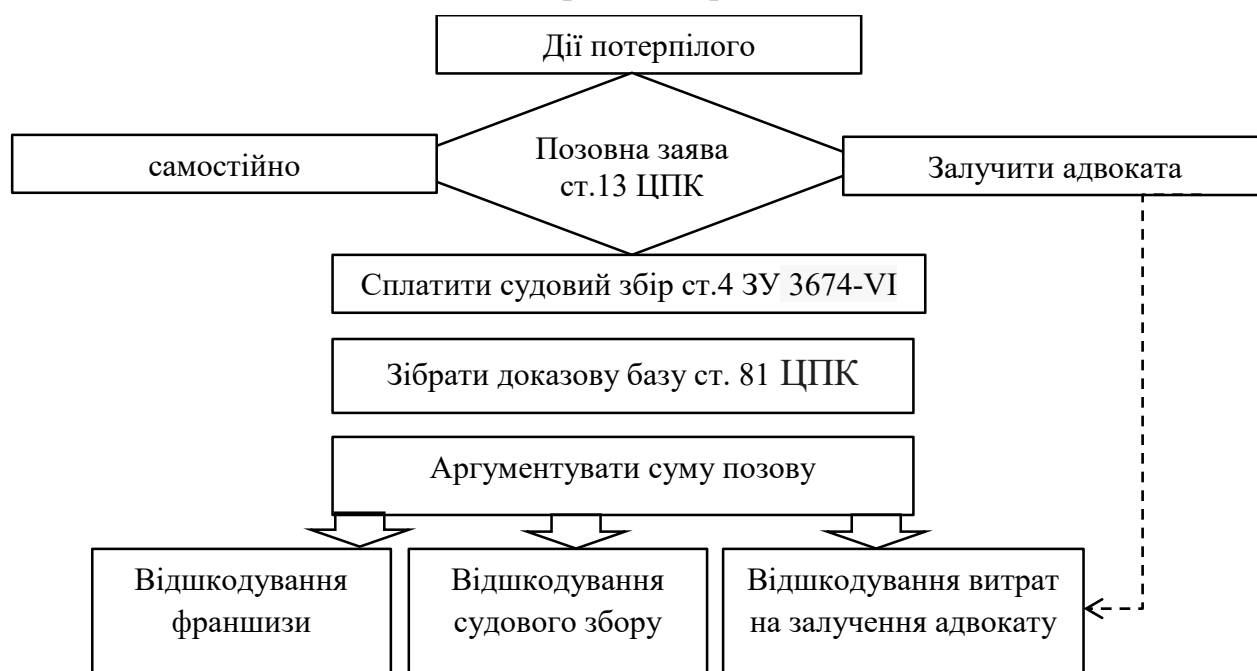 Дії потерпілого
самостійно
Позовна заява
ст.13 ЦПК
Залучити адвоката
Сплатити судовий збір ст.4 ЗУ 3674-VI
Зібрати доказову базу ст. 81 ЦПК
Аргументувати суму позову
Відшкодування
франшизи
Відшкодування
судового збору
Відшкодування витрат
на залучення адвокату